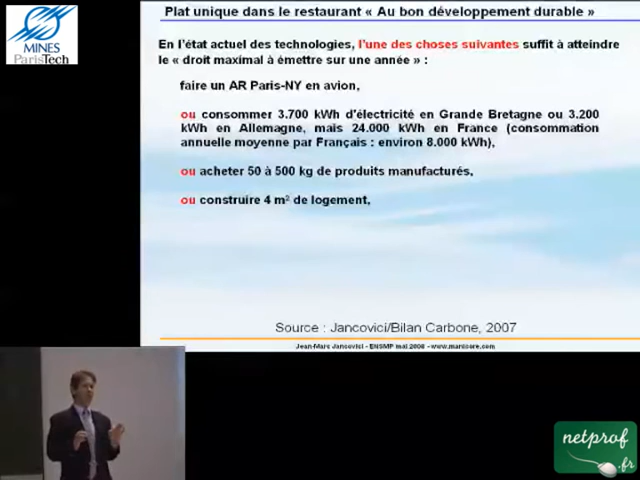 MINES
ParisTech
Plat unique dans le restaurant « Au bon développement durable »
En l'état actuel des technologies, l'une des choses suivantes suffit à atteindre
le « droit maximal à émettre sur une année » :
faire un AR Paris-NY en avion,
ou consommer 3.700 kWh d'électricité en Grande Bretagne ou 3.200
kWh en Allemagne, mais 24.000 kWh en France (consommation
annuelle moyenne par Français : environ 8.000 kWh),
ou acheter 50 à 500 kg de produits manufacturés,
ou construire 4 m² de logement,
Source : Jancovici/Bilan Carbone, 2007
Jean-Marc Jancovici - ENSMP mai 2008 - www.manicore.com
netprof
.fr